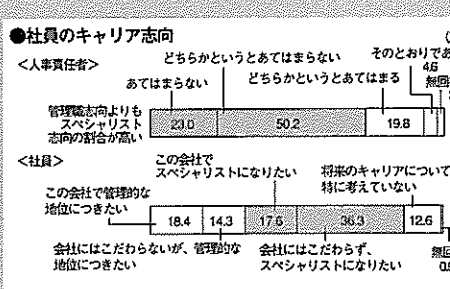 ●社員のキャリア志向
<人事責任者>
どちらかというとあてはまらない
そのとおりであ
4.6
無回
あてはまらない
どちらかというとあてはまる
管理職志向よりも
スペシャリスト
志向の割合が高い
23.0
50.2
19.8
<社員>
この会社で
スペシャリストになりたい
将来のキャリアについて
特に考えていない
この会社で管理的な
地位につきたい
18.4
14.3
17.6
36.3
12.6
会社にはこだわらないが、管理的な
地位につきたい
会社にはこだわらず、
スペシャリストになりたい
無回